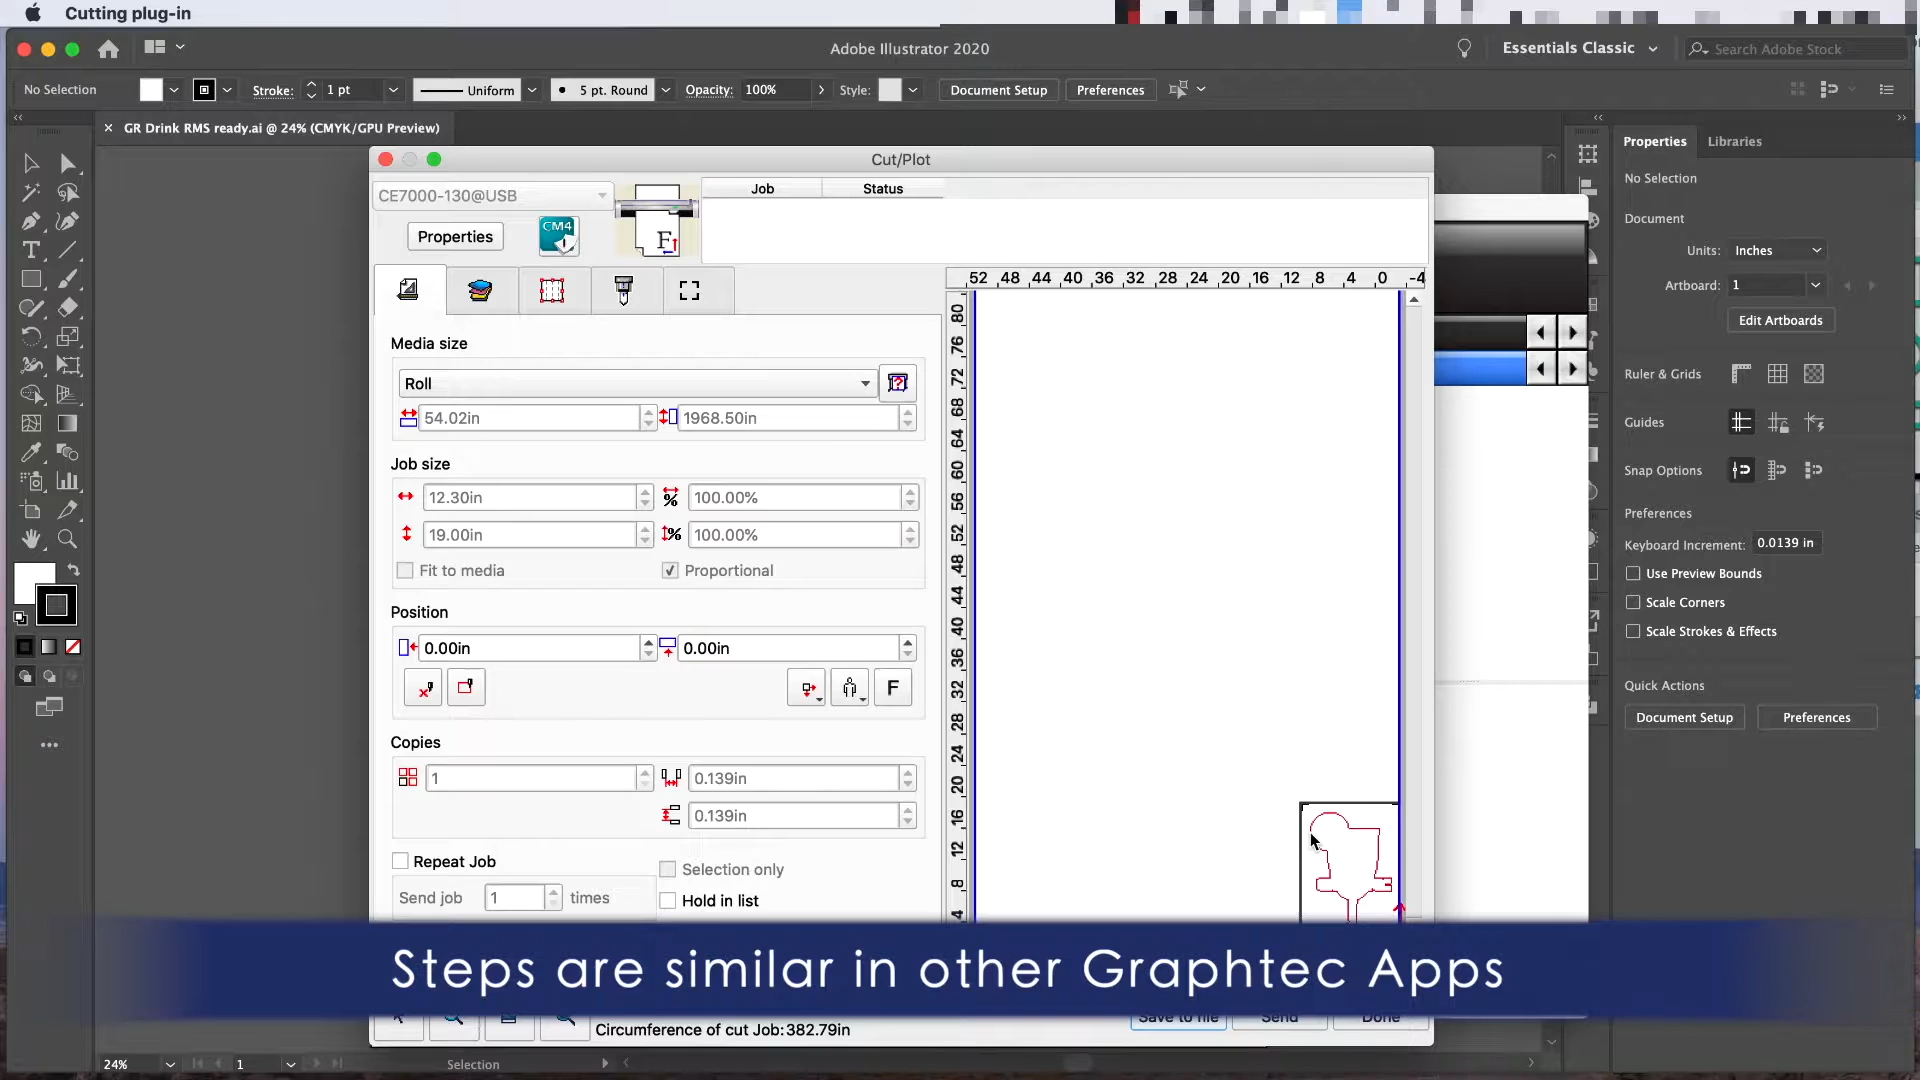 Cutting plug-in
Adobe Illustrator 2020
Essentials Classic
Search Adobe Stock
No Selection
Stroke:
1 pt
Uniform
5 pt. Round
Opacity:
100%
Style:
Document Setup
Preferences
GR Drink RMS ready.ai @ 24% (CMYK/GPU Preview)
Cut/Plot
CE7000-130@USB
Properties
CM4
F
Job
Status
52 48 44 40 36 32 28 24 20 16 12 8 4 0 -4
80
76
72
68
64
60
56
52
48
44
40
36
32
28
24
20
16
12
8
4
Media size
Roll
54.02in
1968.50in
Job size
12.30in
100.00%
19.00in
100.00%
Fit to media
Proportional
Position
0.00in
0.00in
F
Copies
1
0.139in
0.139in
Repeat Job
Selection only
Send job
1
times
Hold in list
Steps are similar in other Graphtec Apps
Circumference of cut Job:382.79in
Save to file
Send
Done
Properties
Libraries
No Selection
Document
Units:
Inches
Artboard:
1
Edit Artboards
Ruler & Grids
Guides
Snap Options
Preferences
Keyboard Increment:
0.0139 in
Use Preview Bounds
Scale Corners
Scale Strokes & Effects
Quick Actions
Document Setup
Preferences
24%
1
Selection